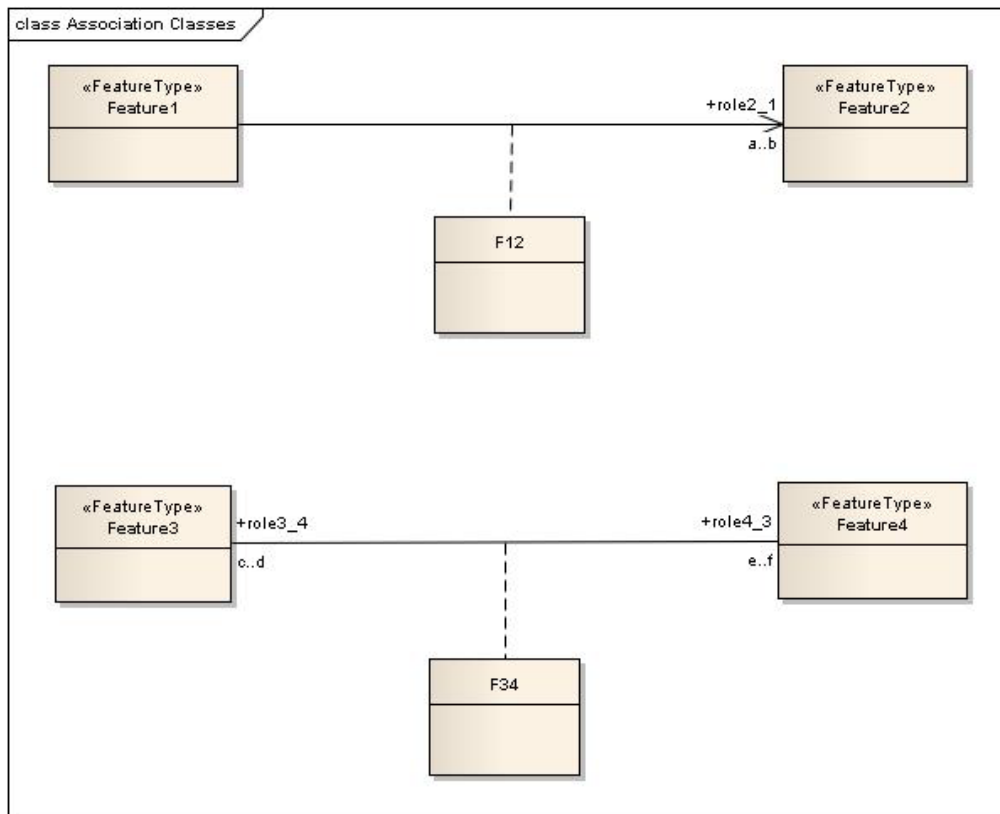 class Association Classes
«FeatureType»
Feature1
+role2_1
a..b
«FeatureType»
Feature2
F12
«FeatureType»
Feature3
+role3_4
c..d
+role4_3
e..f
«FeatureType»
Feature4
F34